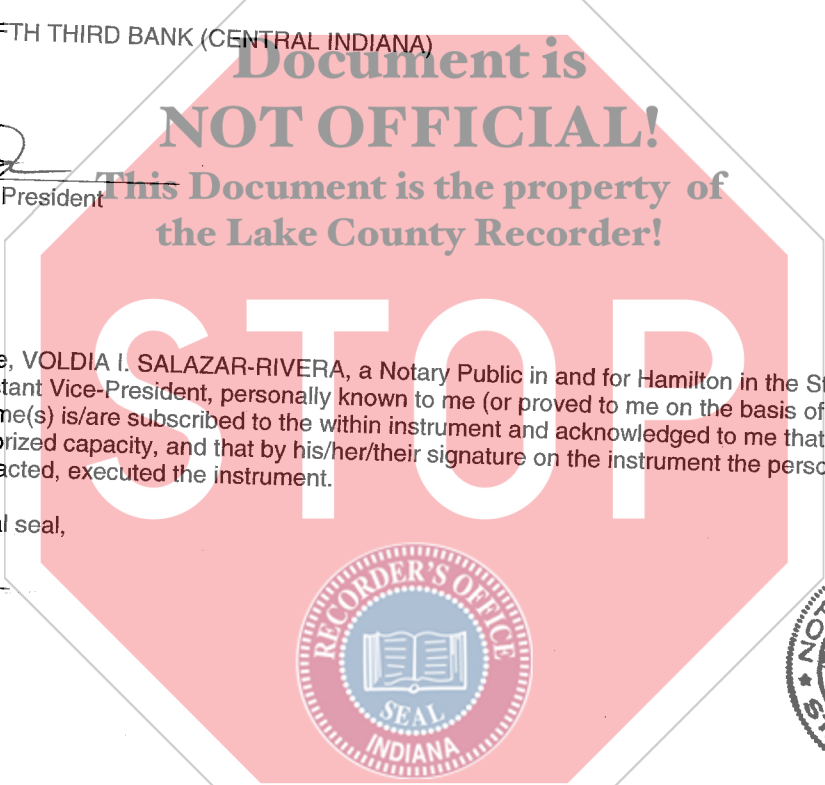 FTH THIRD BANK (CENTRAL INDIANA)
Document is
NOT OFFICIAL!
This Document is the property of
President
the Lake County Recorder!
STOP
e, VOLDIA I. SALAZAR-RIVERA, a Notary Public in and for Hamilton in the St
tant Vice-President, personally known to me (or proved to me on the basis of
me(s) is/are subscribed to the within instrument and acknowledged to me that
orized capacity, and that by his/her/their signature on the instrument the perso
acted, executed the instrument.
al seal,
RECORDER'S OFFICE
SEAL
INDIANA
NOT